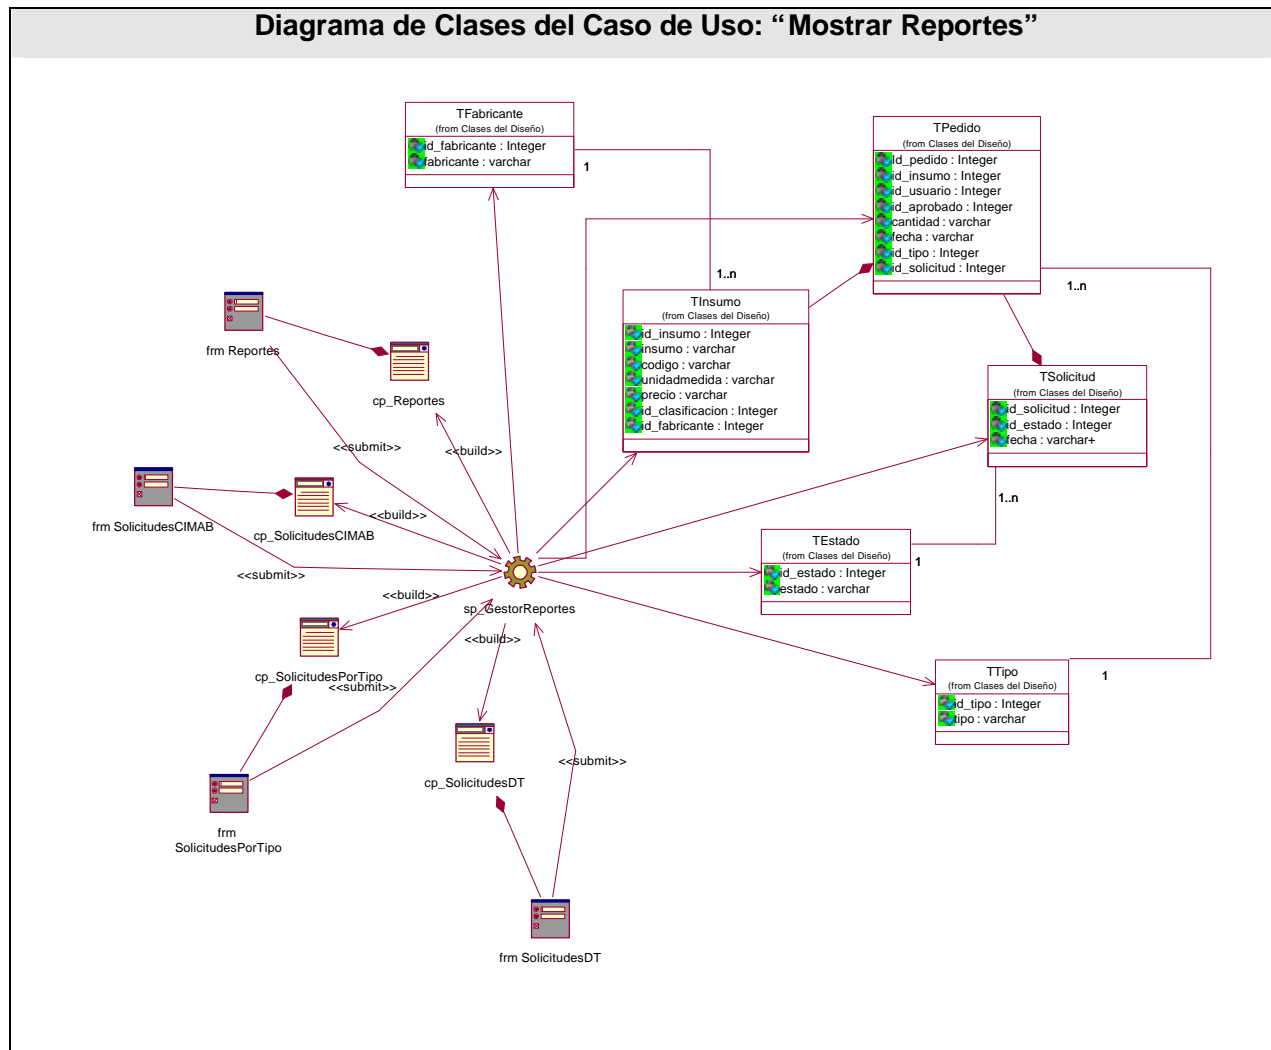 Diagrama de Clases del Caso de Uso: “Mostrar Reportes”
TFabricante
(from Clases del Diseño)
id_fabricante : Integer
fabricante : varchar
1
1..n
TPedido
(from Clases del Diseño)
Id_pedido : Integer
id_insumo : Integer
id_usuario : Integer
id_aprobado : Integer
cantidad : varchar
fecha : varchar
id_tipo : Integer
id_solicitud : Integer
1..n
TInsumo
(from Clases del Diseño)
id_insumo : Integer
insumo : varchar
codigo : varchar
unidadmedida : varchar
precio : varchar
id_clasificacion : Integer
id_fabricante : Integer
TSolicitud
(from Clases del Diseño)
id_solicitud : Integer
id_estado : Integer
fecha : varchar+
1..n
TEstado
(from Clases del Diseño)
id_estado : Integer
estado : varchar
1
TTipo
(from Clases del Diseño)
id_tipo : Integer
tipo : varchar
1
frm Reportes
cp_Reportes
<<submit>>
<<build>>
frm SolicitudesCIMAB
cp_SolicitudesCIMAB
<<build>>
<<submit>>
<<build>>
sp_GestorReportes
<<build>>
cp_SolicitudesPorTipo
<<submit>>
frm
SolicitudesPorTipo
cp_SolicitudesDT
<<submit>>
frm SolicitudesDT